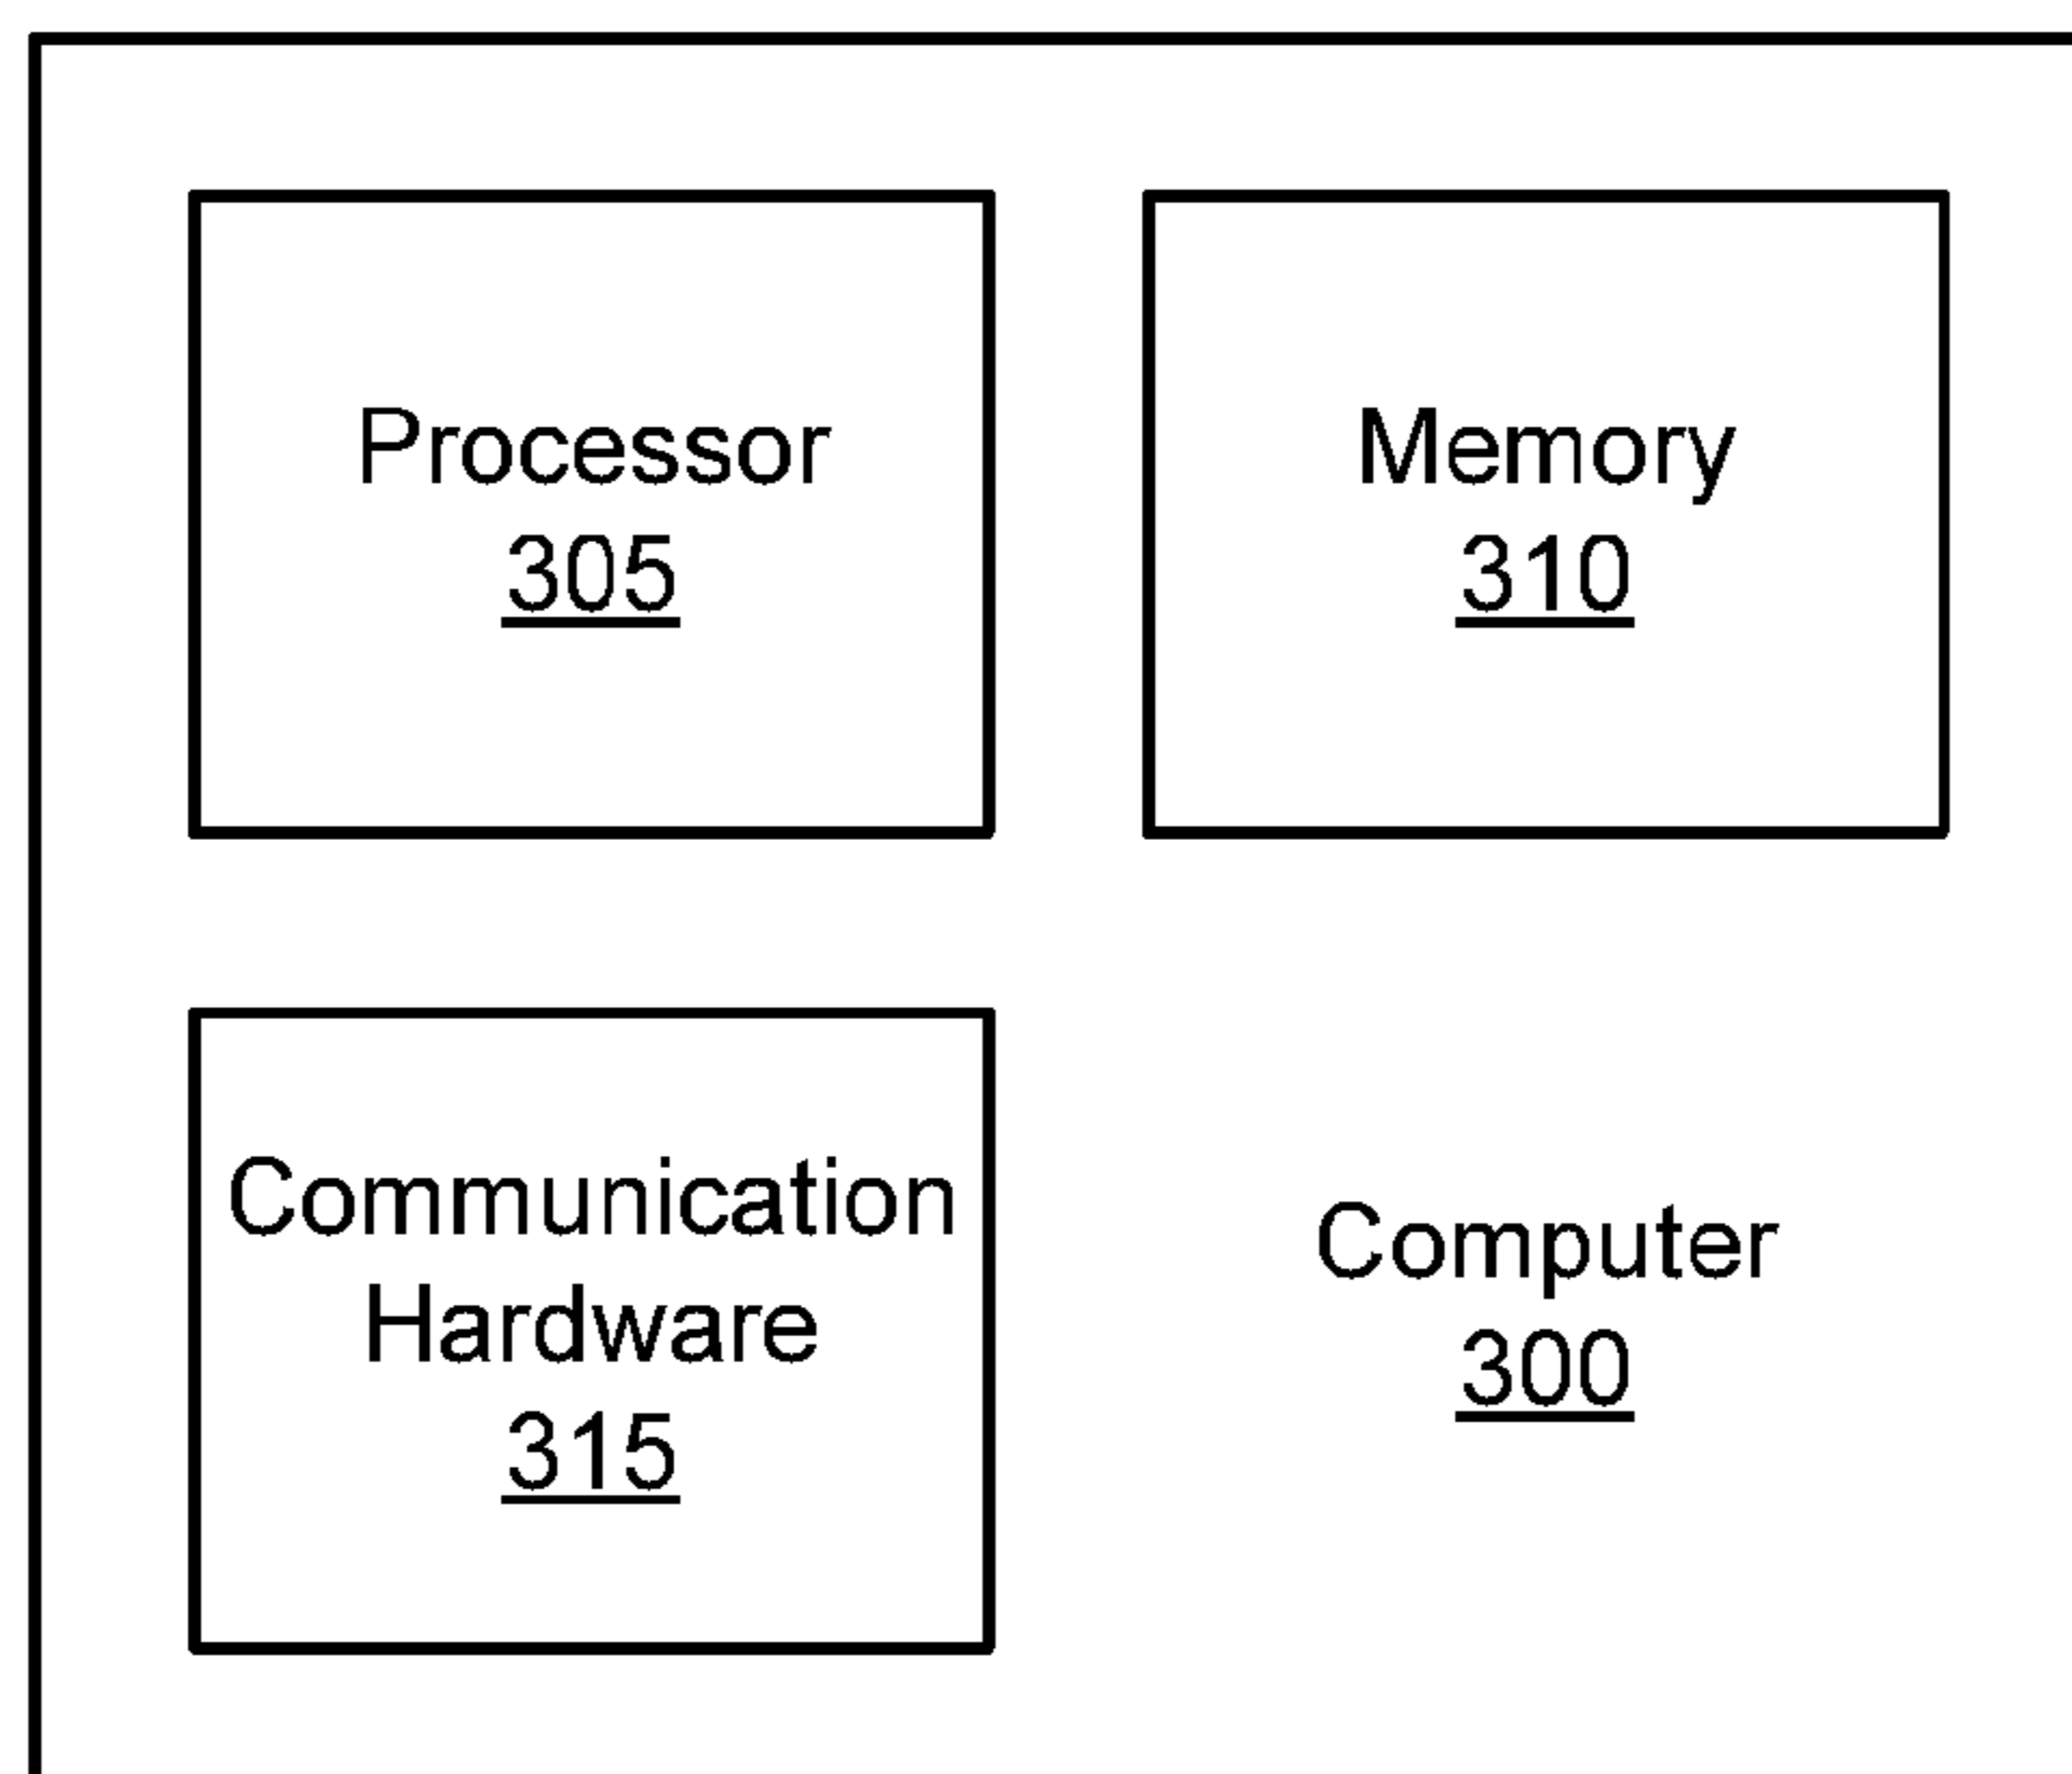 Processor
305
Memory
310
Communication
Hardware
315
Computer
300